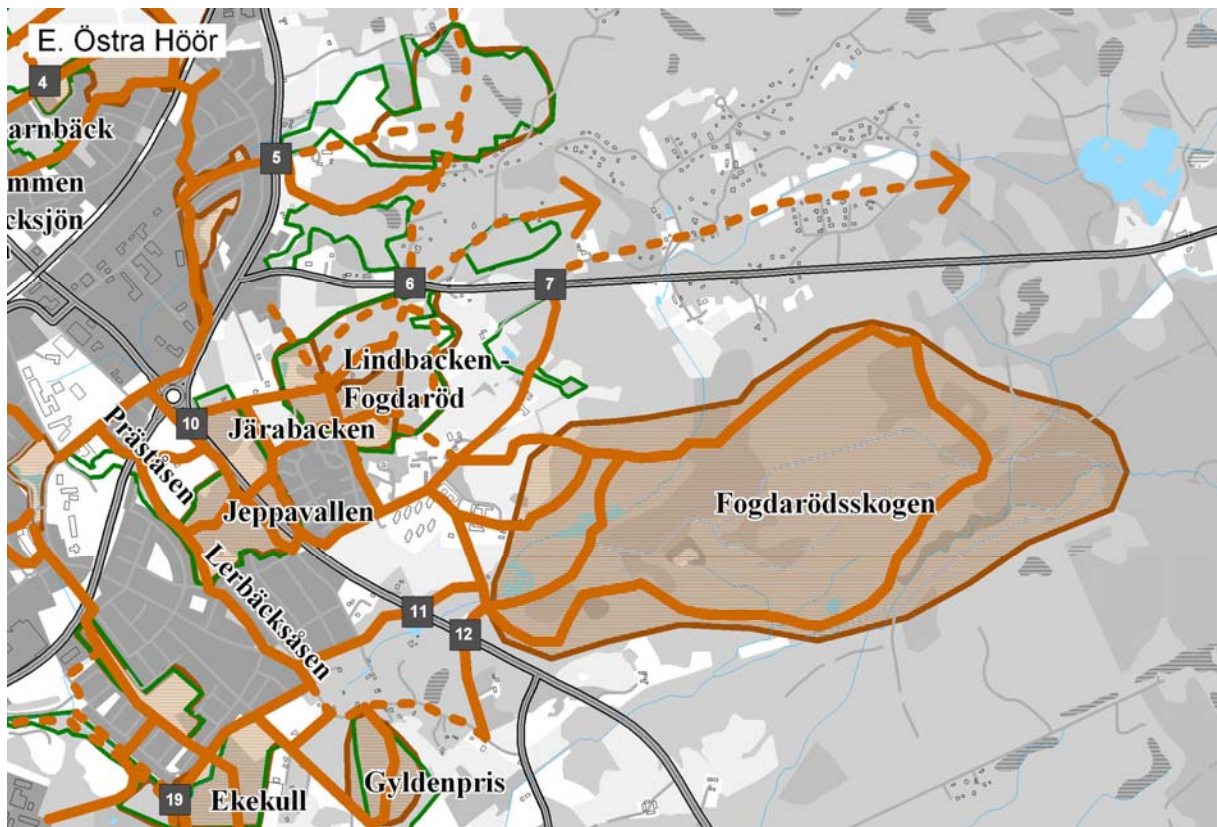 E. Östra Höör
4
arnbäck
5
mmen
cksjön
6
7
Lindbacken -
Fogdaröd
10
Järabacken
Präståsen
Jeppavallen
Fogdarödsskogen
Lerbäcksåsen
11
12
Gyldenpris
19
Ekekull